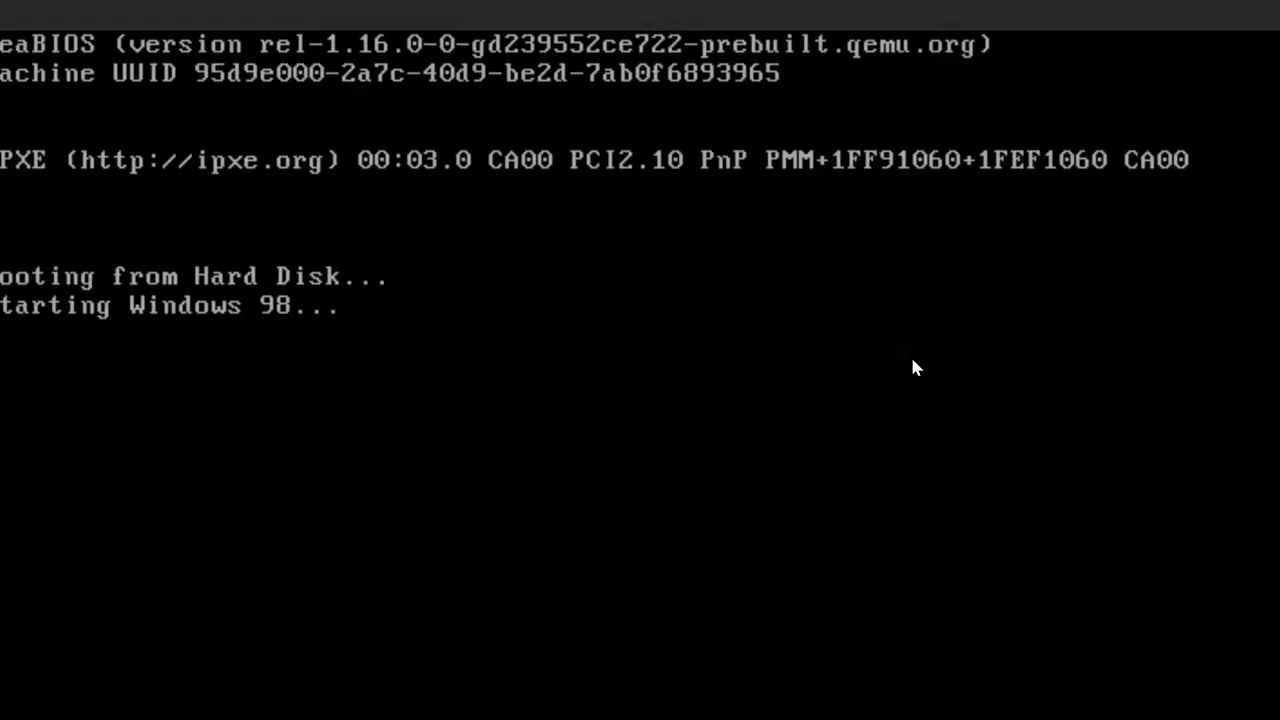 eaBIOS (version rel-1.16.0-0-gd239552ce722-prebuilt.qemu.org)
achine UUID 95d9e000-2a7c-40d9-be2d-7ab0f6893965
PXE (http://ipxe.org) 00:03.0 CA00 PCI2.10 PnP PMM+1FF91060+1FEF1060 CA00
ooting from Hard Disk...
tarting Windows 98...